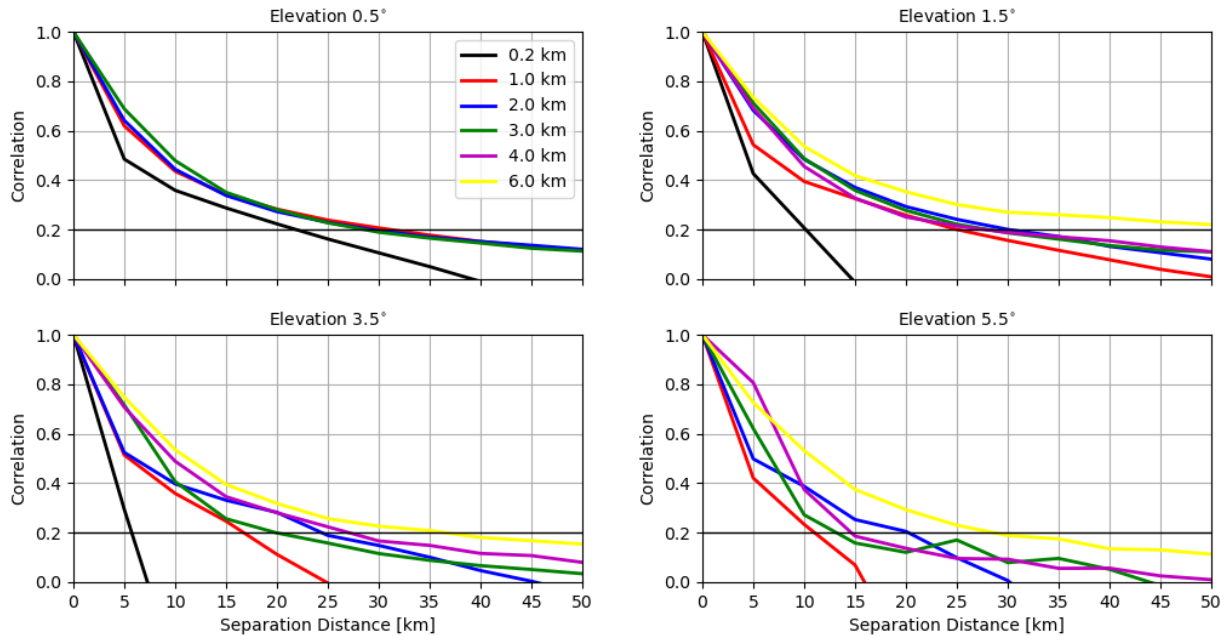 Elevation 0.5°
Elevation 1.5°
1.0
0.8
0.6
0.4
0.2
0.0
Correlation
0.2 km
1.0 km
2.0 km
3.0 km
4.0 km
6.0 km
1.0
0.8
0.6
0.4
0.2
0.0
Correlation
Elevation 3.5°
Elevation 5.5°
1.0
0.8
0.6
0.4
0.2
0.0
Correlation
0 5 10 15 20 25 30 35 40 45 50
Separation Distance [km]
1.0
0.8
0.6
0.4
0.2
0.0
Correlation
0 5 10 15 20 25 30 35 40 45 50
Separation Distance [km]